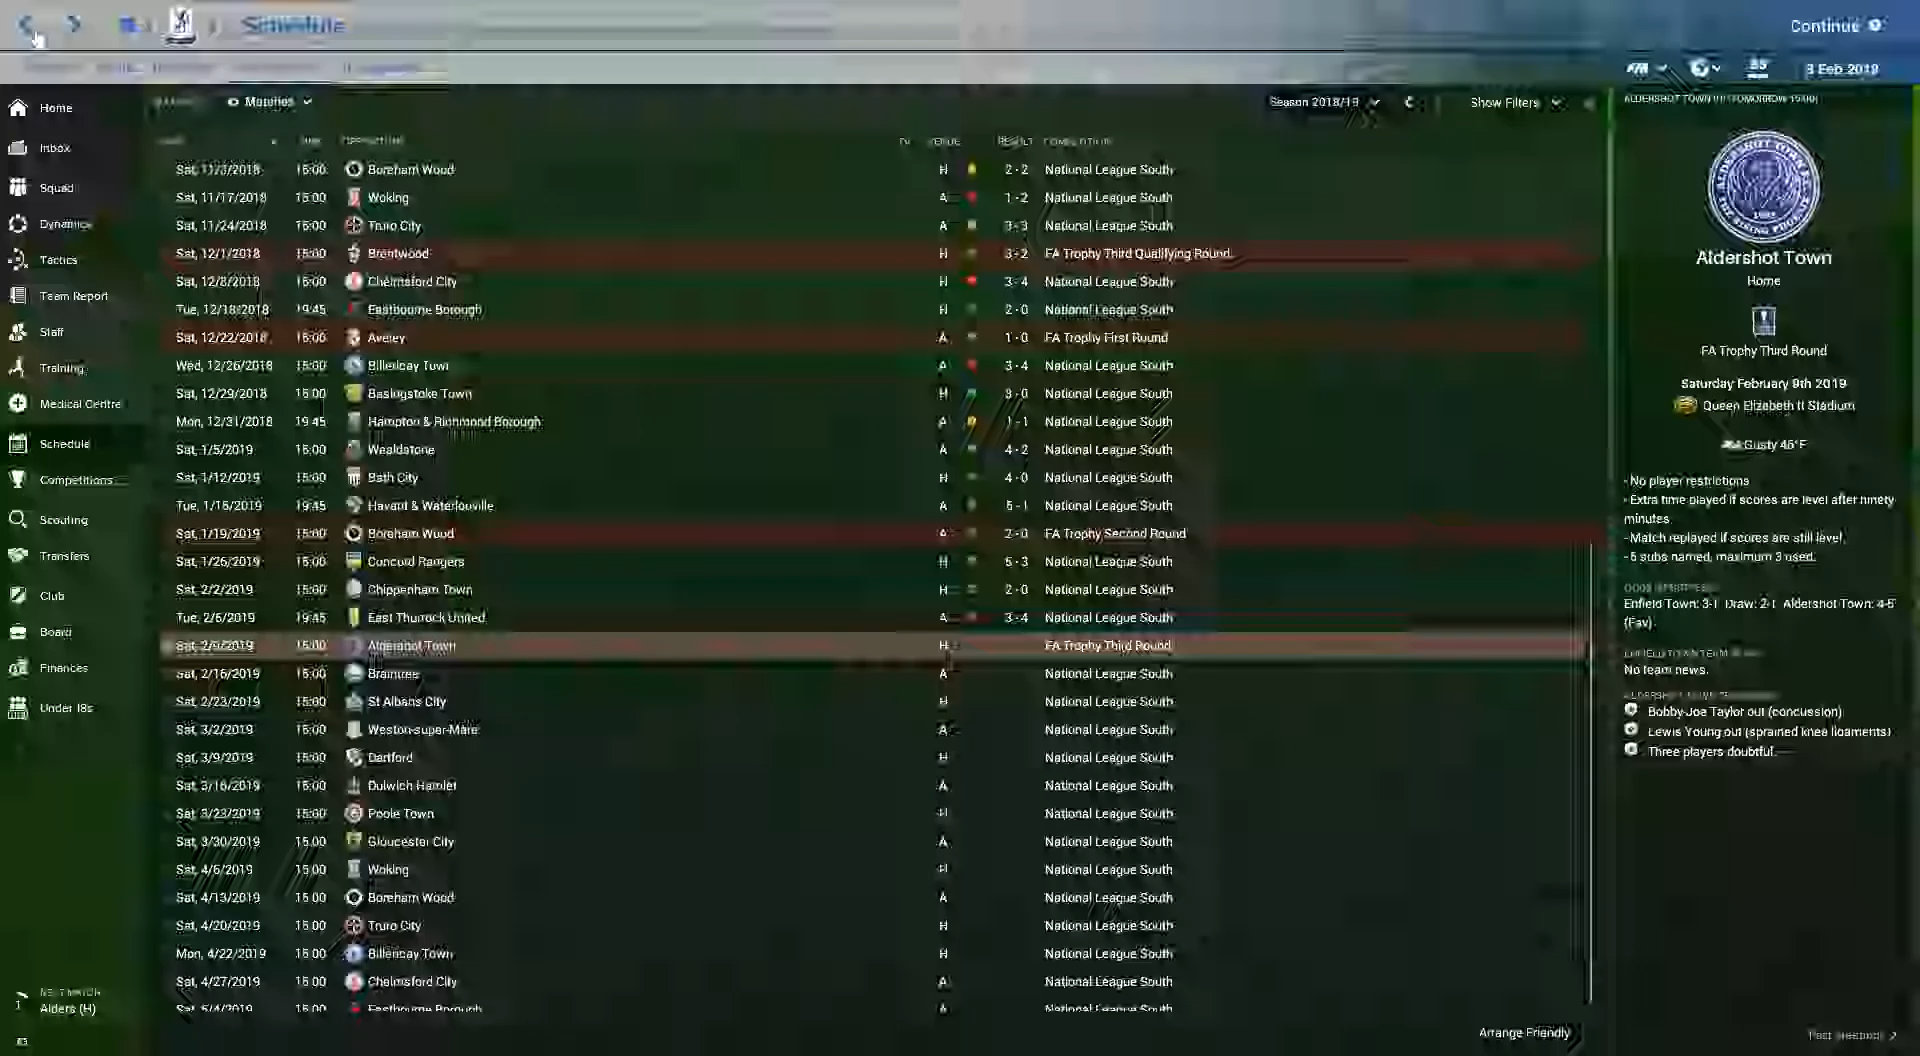 Schedule
Continue
Matches
Season 2018/19
Show Filters
Home
Inbox
Squad
Dynamics
Tactics
Team Report
Staff
Training
Medical Centre
Schedule
Competitions
Scouting
Transfers
Club
Board
Finances
Under 18s
Alders (H)
RESULT
15:00 Boreham Wood H 2 - 2 National League South
Sat, 11/17/2018 15:00 Woking A 1 - 2 National League South
Sat, 11/24/2018 15:00 Truro City A 3 - 3 National League South
Sat, 12/1/2018 15:00 Brentwood H 3 - 2 FA Trophy Third Qualifying Round
Sat, 12/8/2018 15:00 Chelmsford City H 3 - 4 National League South
Tue, 12/18/2018 19:45 Eastbourne Borough H 2 - 0 National League South
Sat, 12/22/2018 15:00 Aveley A 1 - 0 FA Trophy First Round
Wed, 12/26/2018 15:00 Billericay Town A 3 - 4 National League South
Sat, 12/29/2018 15:00 Basingstoke Town H 3 - 0 National League South
Mon, 12/31/2018 19:45 Hampton & Richmond Borough A 1 - 1 National League South
Sat, 1/5/2019 15:00 Wealdstone A 4 - 2 National League South
Sat, 1/12/2019 15:00 Bath City H 4 - 0 National League South
Tue, 1/15/2019 19:45 Havant & Waterlooville A 5 - 1 National League South
Sat, 1/19/2019 15:00 Boreham Wood A 2 - 0 FA Trophy Second Round
Sat, 1/26/2019 15:00 Concord Rangers H 5 - 3 National League South
Sat, 2/2/2019 15:00 Chippenham Town H 2 - 0 National League South
Tue, 2/5/2019 19:45 East Thurrock United A 3 - 4 National League South
Sat, 2/9/2019 15:00 Aldershot Town H FA Trophy Third Round
Sat, 2/16/2019 15:00 Braintree A National League South
Sat, 2/23/2019 15:00 St Albans City H National League South
Sat, 3/2/2019 15:00 Weston-super-Mare A National League South
Sat, 3/9/2019 15:00 Dartford H National League South
Sat, 3/16/2019 15:00 Dulwich Hamlet A National League South
Sat, 3/23/2019 15:00 Poole Town H National League South
Sat, 3/30/2019 15:00 Gloucester City A National League South
Sat, 4/6/2019 15:00 Woking H National League South
Sat, 4/13/2019 15:00 Boreham Wood A National League South
Sat, 4/20/2019 15:00 Truro City H National League South
Mon, 4/22/2019 15:00 Billericay Town H National League South
Sat, 4/27/2019 15:00 Chelmsford City A National League South
Sat, 5/4/2019 15:00 Eastbourne Borough A National League South
Arrange Friendly
Aldershot Town
Home
FA Trophy Third Round
Saturday February 9th 2019
Queen Elizabeth II Stadium
Gusty 46°F
- No player restrictions
- Extra time played if scores are level after ninety
minutes.
- Match replayed if scores are still level.
- 5 subs named, maximum 3 used.
Enfield Town: 3-1 Draw: 2-1 Aldershot Town: 4-5
(Fav)
No team news.
Bobby-Joe Taylor out (concussion)
Lewis Young out (sprained knee ligaments)
Three players doubtful.